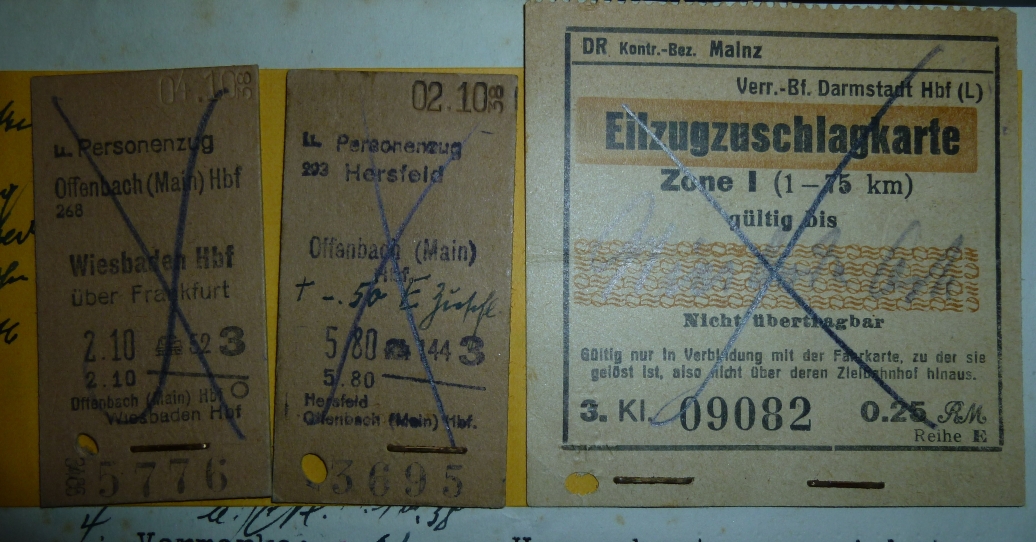 04.10 38
F Personenzug
Offenbach (Main) Hbf
268
Wiesbaden Hbf
über Frankfurt
2.10 52 3
2.10
Offenbach (Main) Hbf
Wiesbaden Hbf
5776
02.10 38
F Personenzug
293 Hersfeld
Offenbach (Main)
Hbf.
+ -.50 E Zuschl
5.80 144 3
5.80
Hersfeld
Offenbach (Main) Hbf.
3695
DR Kontr.-Bez. Mainz
Verr.-Bf. Darmstadt Hbf (L)
Eilzugzuschlagkarte
Zone I (1–75 km)
gültig bis
Nicht übertragbar
Gültig nur in Verbindung mit der Fahrkarte, zu der sie
gelöst ist, also nicht über deren Zielbahnhof hinaus.
3. Kl. 09082 0.25 RM
Reihe E